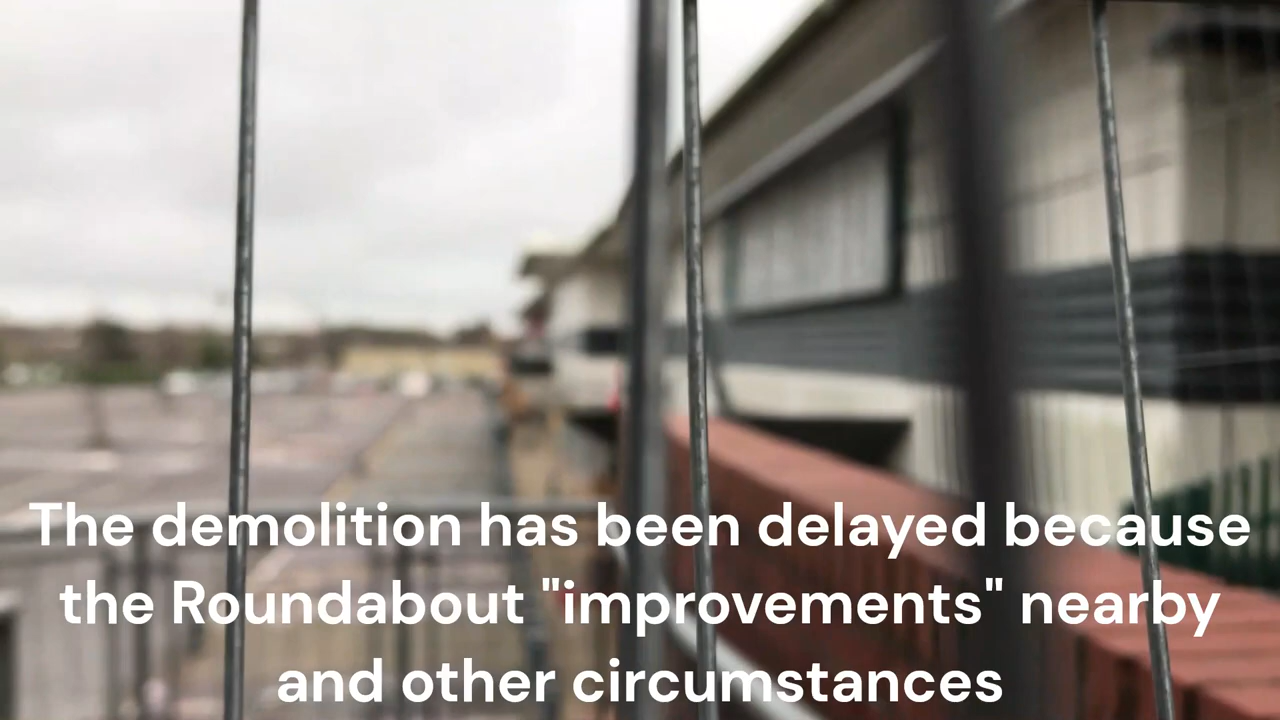 The demolition has been delayed because
the Roundabout "improvements" nearby
and other circumstances